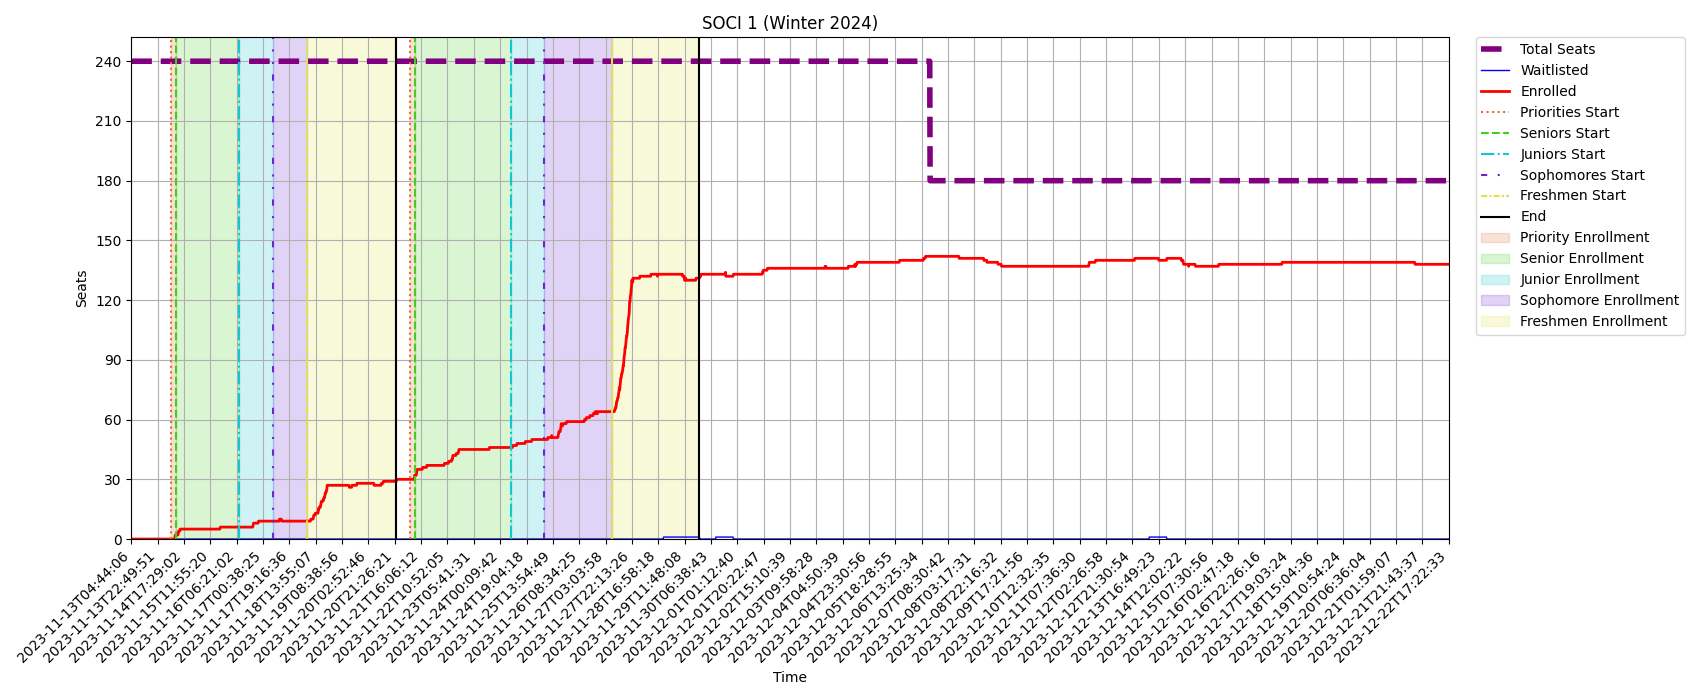 SOCI 1 (Winter 2024)
Seats
240
210
180
150
120
90
60
30
0
2023-11-13T04:44:06
2023-11-13T22:49:51
2023-11-14T17:29:02
2023-11-15T11:55:20
2023-11-16T06:21:02
2023-11-17T00:38:25
2023-11-17T19:16:36
2023-11-18T13:55:07
2023-11-19T08:38:56
2023-11-20T02:52:46
2023-11-20T21:26:21
2023-11-21T16:06:12
2023-11-22T10:52:05
2023-11-23T05:41:31
2023-11-24T00:09:42
2023-11-24T19:04:18
2023-11-25T13:54:49
2023-11-26T08:34:25
2023-11-27T03:03:58
2023-11-27T22:13:26
2023-11-28T16:58:18
2023-11-29T11:48:08
2023-11-30T06:38:43
2023-12-01T01:12:40
2023-12-01T20:22:47
2023-12-02T15:10:39
2023-12-03T09:58:28
2023-12-04T04:50:39
2023-12-04T23:30:56
2023-12-05T18:28:55
2023-12-06T13:25:34
2023-12-07T08:30:42
2023-12-08T03:17:31
2023-12-08T22:16:32
2023-12-09T17:21:56
2023-12-10T12:32:35
2023-12-11T07:36:30
2023-12-12T02:26:58
2023-12-12T21:30:54
2023-12-13T16:49:23
2023-12-14T12:02:22
2023-12-15T07:30:56
2023-12-16T02:47:18
2023-12-16T22:26:16
2023-12-17T19:03:24
2023-12-18T15:04:36
2023-12-19T10:54:24
2023-12-20T06:36:04
2023-12-21T01:59:07
2023-12-21T21:43:37
2023-12-22T17:22:33
Time
Total Seats
Waitlisted
Enrolled
Priorities Start
Seniors Start
Juniors Start
Sophomores Start
Freshmen Start
End
Priority Enrollment
Senior Enrollment
Junior Enrollment
Sophomore Enrollment
Freshmen Enrollment